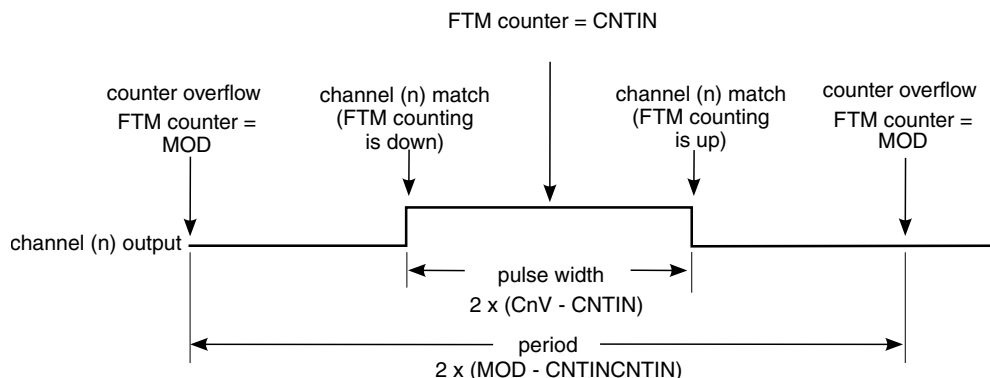 FTM counter = CNTIN
counter overflow
FTM counter =
MOD
channel (n) match
(FTM counting
is down)
channel (n) match
(FTM counting
is up)
counter overflow
FTM counter =
MOD
channel (n) output
pulse width
2 x (CnV - CNTIN)
period
2 x (MOD - CNTINCNTIN)